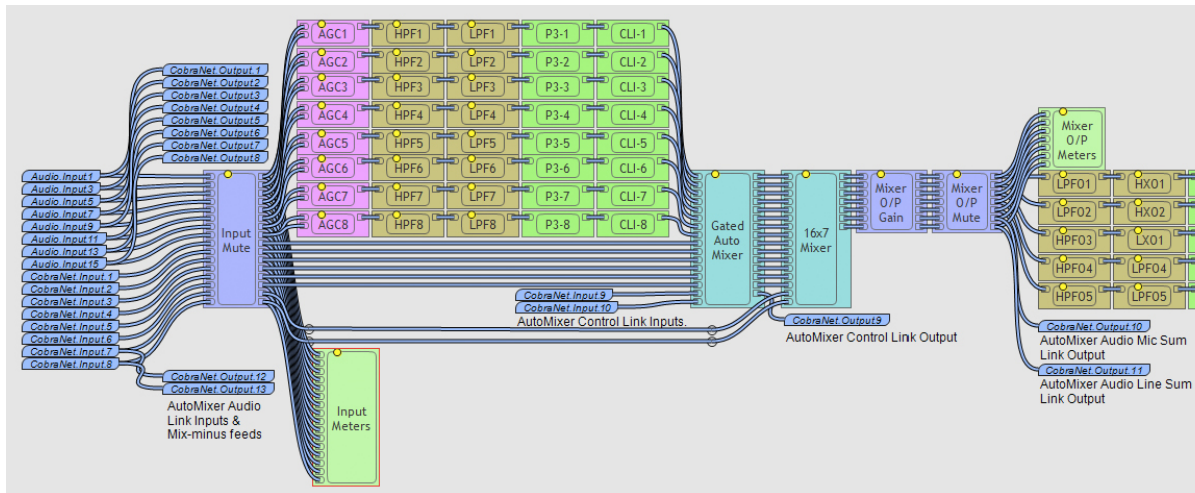 AGC1 HPF1 LPF1 P3-1 CLI-1
AGC2 HPF2 LPF2 P3-2 CLI-2
AGC3 HPF3 LPF3 P3-3 CLI-3
AGC4 HPF4 LPF4 P3-4 CLI-4
AGC5 HPF5 LPF5 P3-5 CLI-5
AGC6 HPF6 LPF6 P3-6 CLI-6
AGC7 HPF7 LPF7 P3-7 CLI-7
AGC8 HPF8 LPF8 P3-8 CLI-8
CobraNet.Output.1
CobraNet.Output.2
CobraNet.Output.3
CobraNet.Output.4
CobraNet.Output.5
CobraNet.Output.6
CobraNet.Output.7
CobraNet.Output.8
Audio.Input.1
Audio.Input.3
Audio.Input.5
Audio.Input.7
Audio.Input.9
Audio.Input.11
Audio.Input.13
Audio.Input.15
CobraNet.Input.1
CobraNet.Input.2
CobraNet.Input.3
CobraNet.Input.4
CobraNet.Input.5
CobraNet.Input.6
CobraNet.Input.7
CobraNet.Input.8
CobraNet.Output.12
CobraNet.Output.13
AutoMixer Audio
Link Inputs &
Mix-minus feeds
Input
Mute
Input
Meters
CobraNet.Input.9
CobraNet.Input.10
AutoMixer Control Link Inputs.
Gated
Auto
Mixer
16x7
Mixer
CobraNet.Output.9
AutoMixer Control Link Output
Mixer
O/P
Gain
Mixer
O/P
Mute
Mixer
O/P
Meters
LPF01 HX01
LPF02 HX02
HPF03 LX01
HPF04 LPF04
HPF05 LPF05
CobraNet.Output.10
AutoMixer Audio Mic Sum
Link Output
CobraNet.Output.11
AutoMixer Audio Line Sum
Link Output